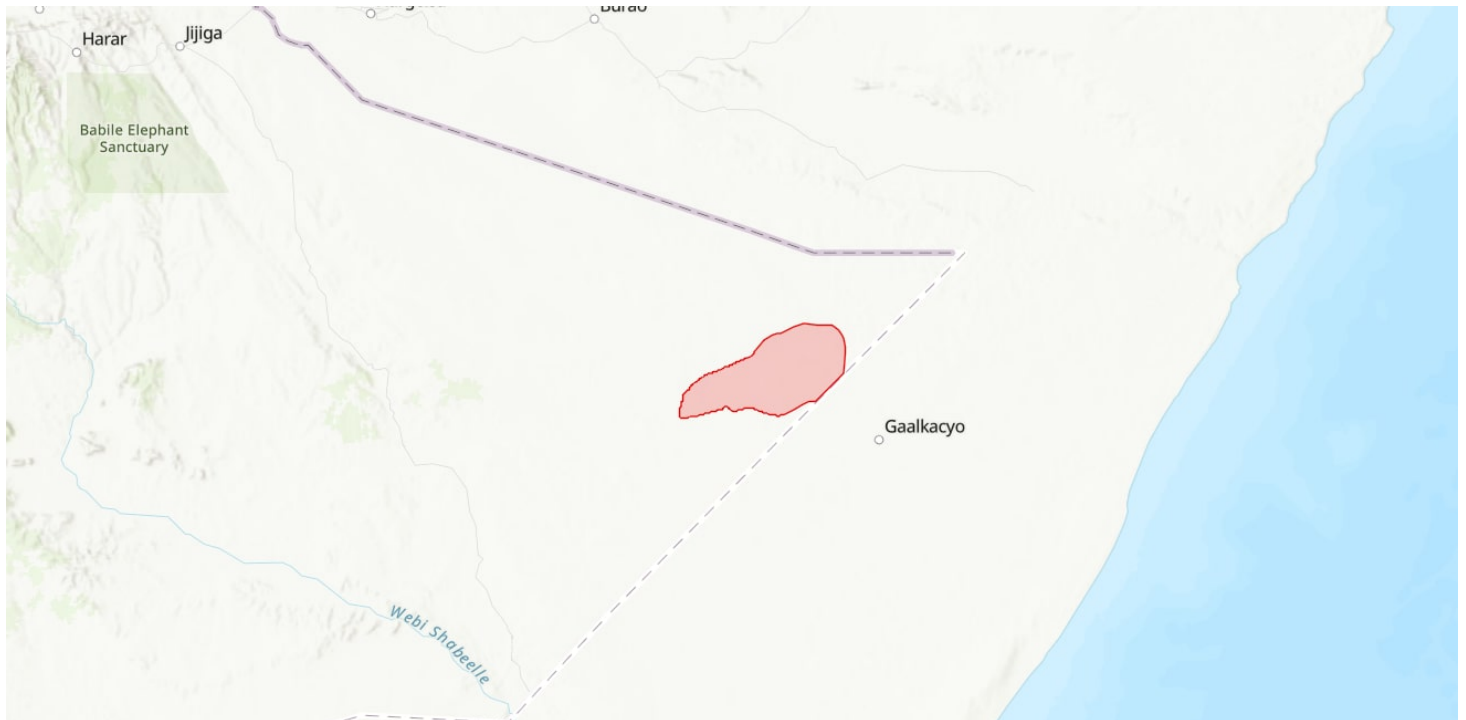 Burao
Harar
Jijiga
Babile Elephant
Sanctuary
Gaalkacyo
Webi Shabeelle